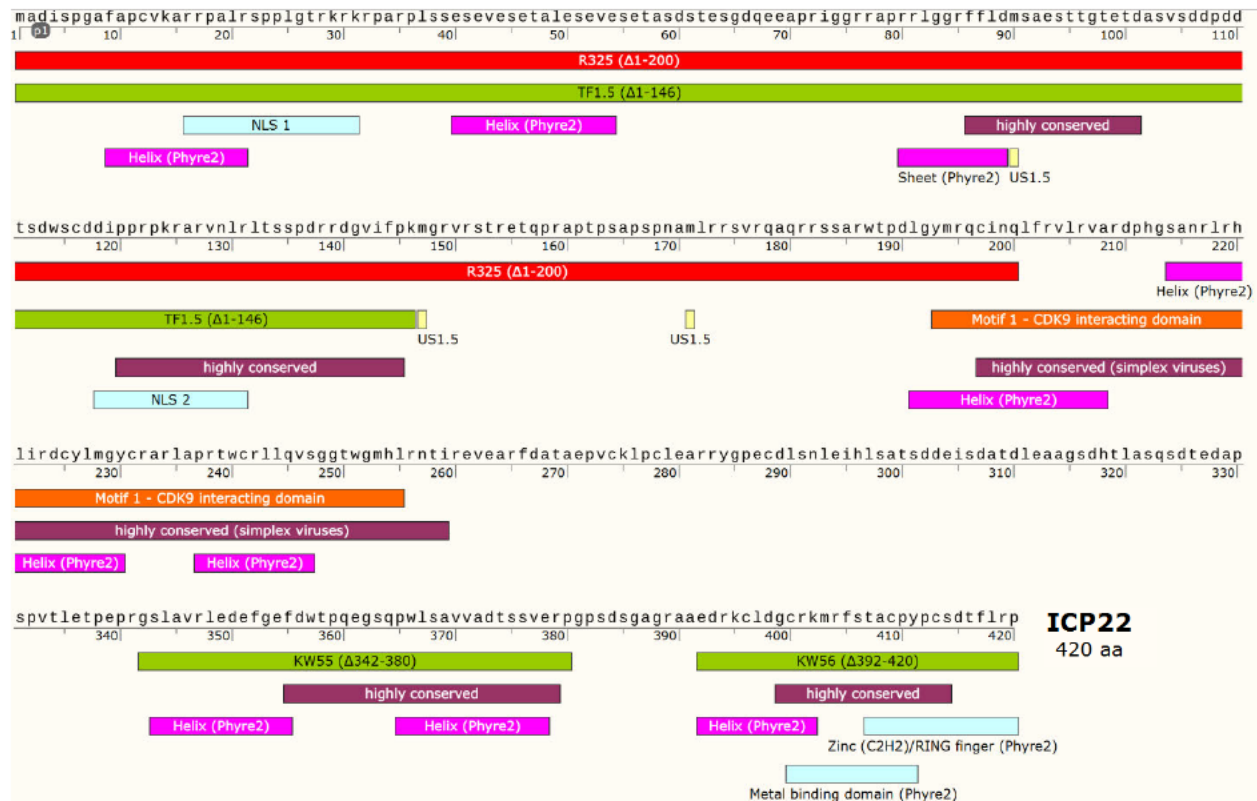 madispgafapcvkarrpalrspplgtrkrkrparplssesevesetalesevesetasdstesgdqeeapriggrraprrlggrffldmsaesttgtetdasvsddpdd
1 p1 10 20 30 40 50 60 70 80 90 100 110
R325 (Δ1-200)
TF1.5 (Δ1-146)
NLS 1 Helix (Phyre2) highly conserved
Helix (Phyre2)
Sheet (Phyre2) US1.5
tsdwscddipprpkrarvnlrltsspdrrdgvifpkmgrvrstretqpraptpsapspnamlrrsvrqaqrrssarwtpdlgymrqcinqlfrvlrvardphgsanrlrh
120 130 140 150 160 170 180 190 200 210 220
R325 (Δ1-200)
Helix (Phyre2)
TF1.5 (Δ1-146) Motif 1 - CDK9 interacting domain
US1.5 US1.5
highly conserved highly conserved (simplex viruses)
NLS 2 Helix (Phyre2)
lirdcylmgycrarlaprtwcrllqvsggtwgmhlrntirevearfdataepvcklpclearrygpecdlsnleihlsatsddeisdatdleaagsdhtlasqsdtedap
230 240 250 260 270 280 290 300 310 320 330
Motif 1 - CDK9 interacting domain
highly conserved (simplex viruses)
Helix (Phyre2) Helix (Phyre2)
spvtletpeprgslavrledefgefdwtpqegsqpwlsavvadtssverpgpsdsgagraaedrkcldgcrkmrfstacpypcsdtflrp
340 350 360 370 380 390 400 410 420
ICP22
420 aa
KW55 (Δ342-380) KW56 (Δ392-420)
highly conserved highly conserved
Helix (Phyre2) Helix (Phyre2) Helix (Phyre2)
Zinc (C2H2)/RING finger (Phyre2)
Metal binding domain (Phyre2)